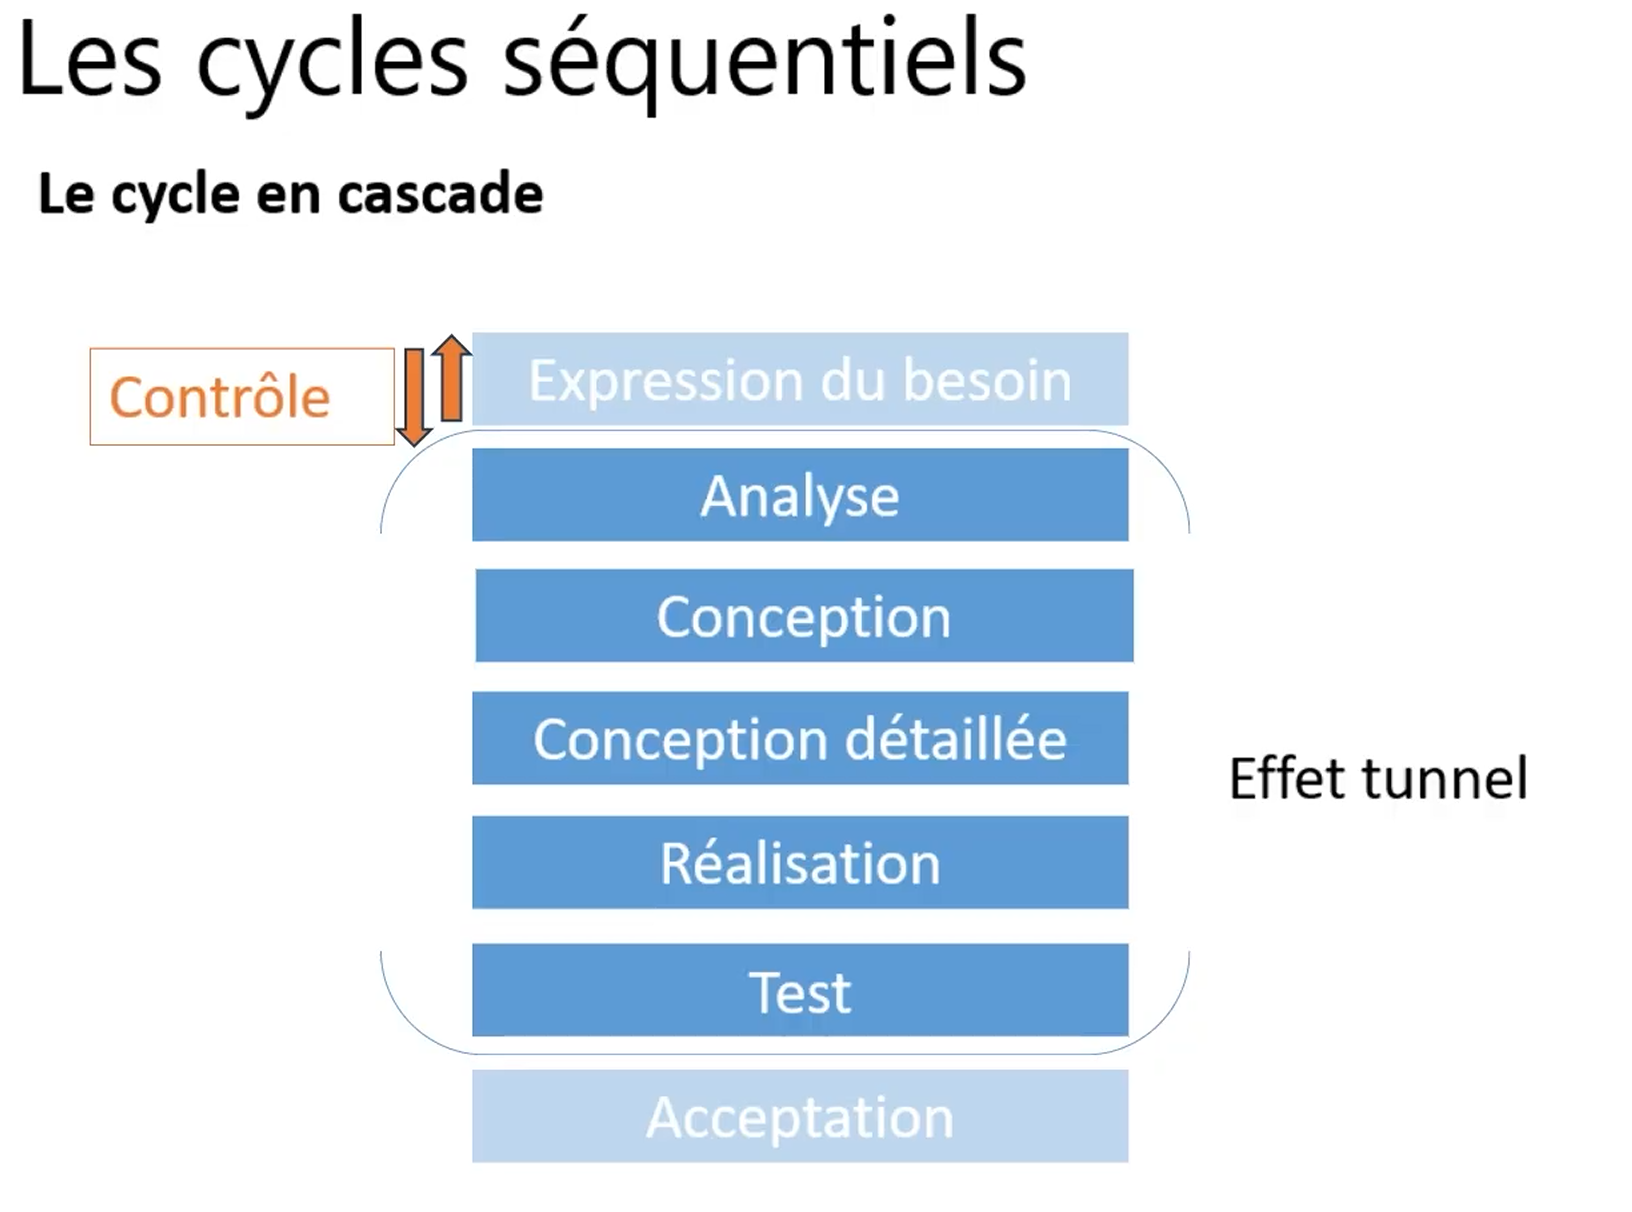 Les cycles séquentiels
Le cycle en cascade
Contrôle
Expression du besoin
Analyse
Conception
Conception détaillée
Effet tunnel
Réalisation
Test
Acceptation